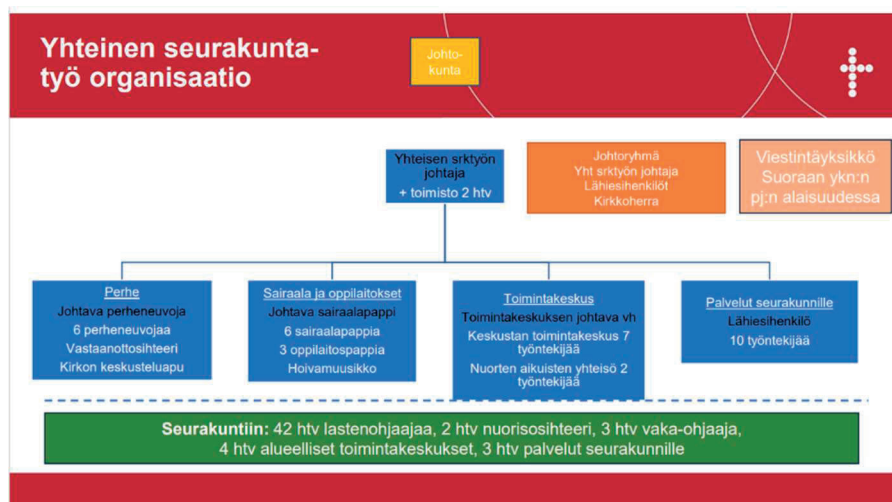 Yhteinen seurakunta-
työ organisaatio
Johto-
kunta
Yhteisen srktyön
johtaja
+ toimisto 2 htv
Johtoryhmä
Yht srktyön johtaja
Lähiesihenkilöt
Kirkkoherra
Viestintäyksikkö
Suoraan ykn:n
pj:n alaisuudessa
Perhe
Johtava perheneuvoja
6 perheneuvojaa
Vastaanottosihteeri
Kirkon keskusteluapu
Sairaala ja oppilaitokset
Johtava sairaalapappi
6 sairaalapappia
3 oppilaitospappia
Hoivamuusikko
Toimintakeskus
Toimintakeskuksen johtava vh
Keskustan toimintakeskus 7
työntekijää
Nuorten aikuisten yhteisö 2
työntekijää
Palvelut seurakunnille
Lähiesihenkilö
10 työntekijää
Seurakuntiin: 42 htv lastenohjaajaa, 2 htv nuorisosihteeri, 3 htv vaka-ohjaaja,
4 htv alueelliset toimintakeskukset, 3 htv palvelut seurakunnille